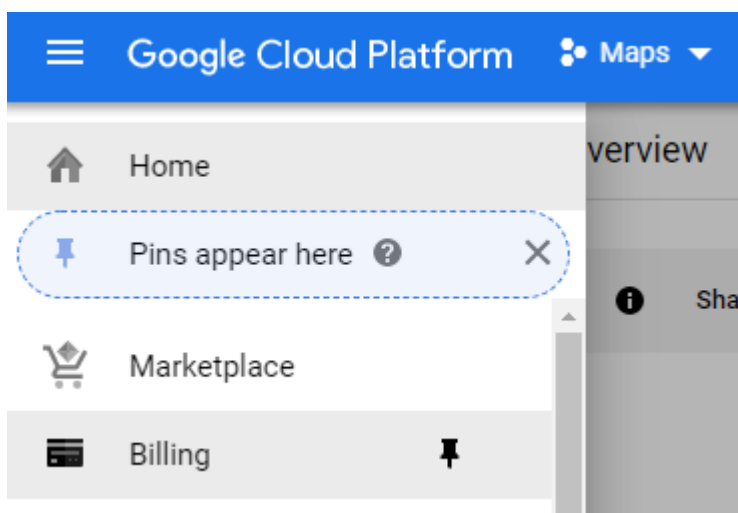 Google Cloud Platform Maps
Home
verview
Pins appear here
Sha
Marketplace
Billing